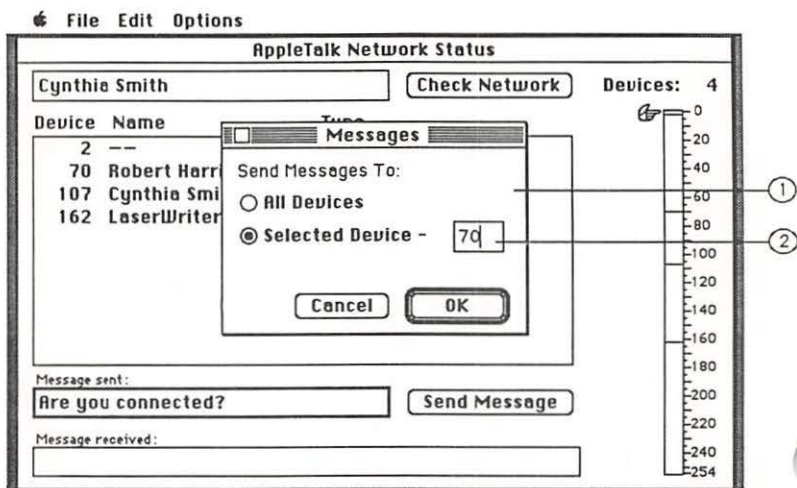 File Edit Options
AppleTalk Network Status
Cynthia Smith
Check Network
Devices: 4
Device Name
2 --
70 Robert Harri
107 Cynthia Smi
162 LaserWriter
Messages
Send Messages To:
All Devices
Selected Device - 70
Cancel
OK
1
2
0
20
40
60
80
100
120
140
160
180
200
220
240
254
Message sent:
Are you connected?
Send Message
Message received: